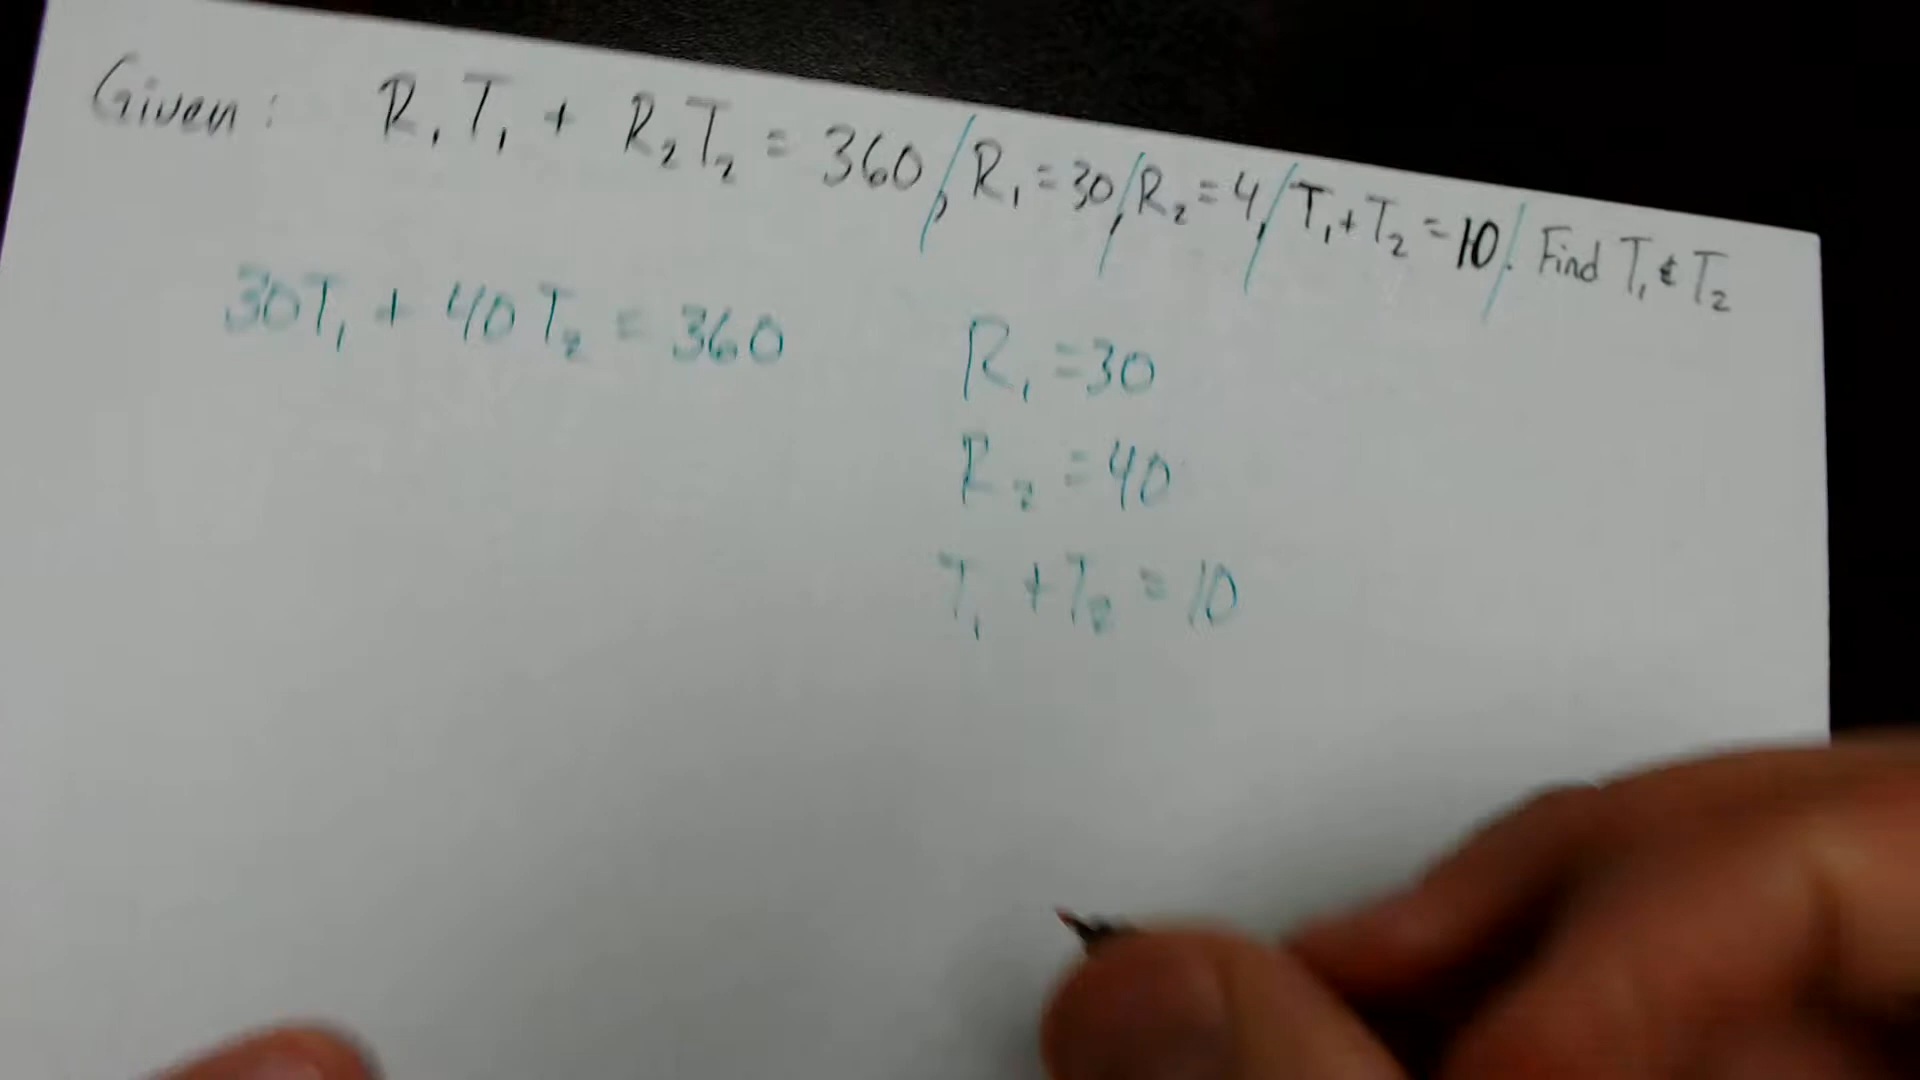 Given: R₁T₁ + R₂T₂ = 360, R₁ = 30, R₂ = 4, T₁ + T₂ = 10. Find T₁ & T₂
30T₁ + 40T₂ = 360
R₁ = 30
R₂ = 40
T₁ + T₂ = 10